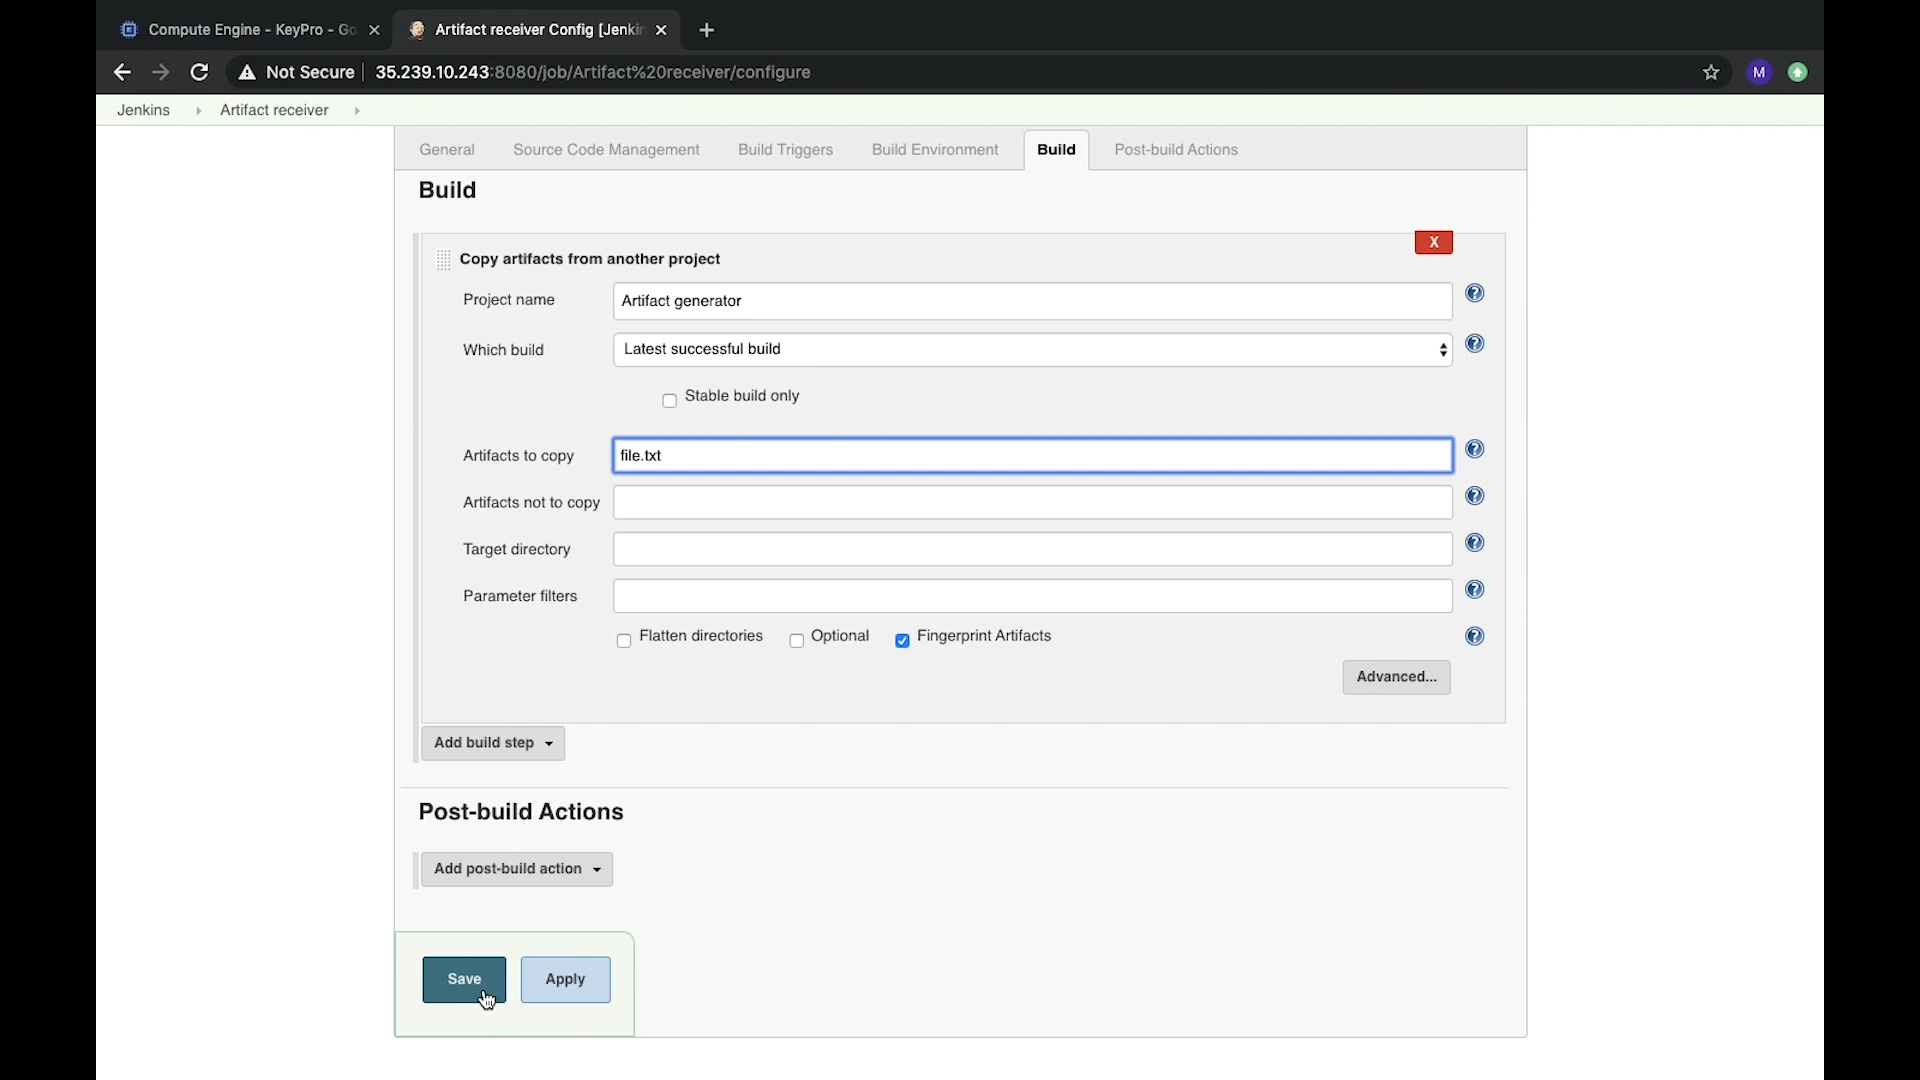 Compute Engine - KeyPro - Go
Artifact receiver Config [Jenkin
Not Secure
35.239.10.243:8080/job/Artifact%20receiver/configure
M
Jenkins
Artifact receiver
General
Source Code Management
Build Triggers
Build Environment
Build
Post-build Actions
Build
X
Copy artifacts from another project
Project name
Artifact generator
Which build
Latest successful build
Stable build only
Artifacts to copy
file.txt
Artifacts not to copy
Target directory
Parameter filters
Flatten directories
Optional
Fingerprint Artifacts
Advanced...
Add build step
Post-build Actions
Add post-build action
Save
Apply